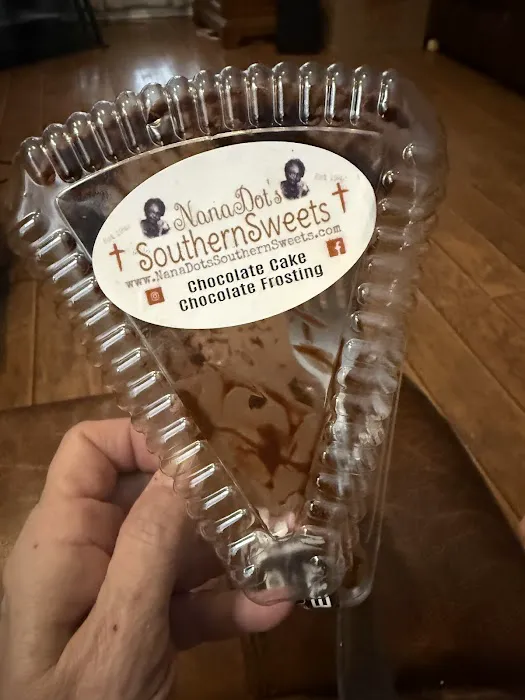 NanaDot's
SouthernSweets
www.NanaDotsSouthernSweets.com
Chocolate Cake
Chocolate Frosting